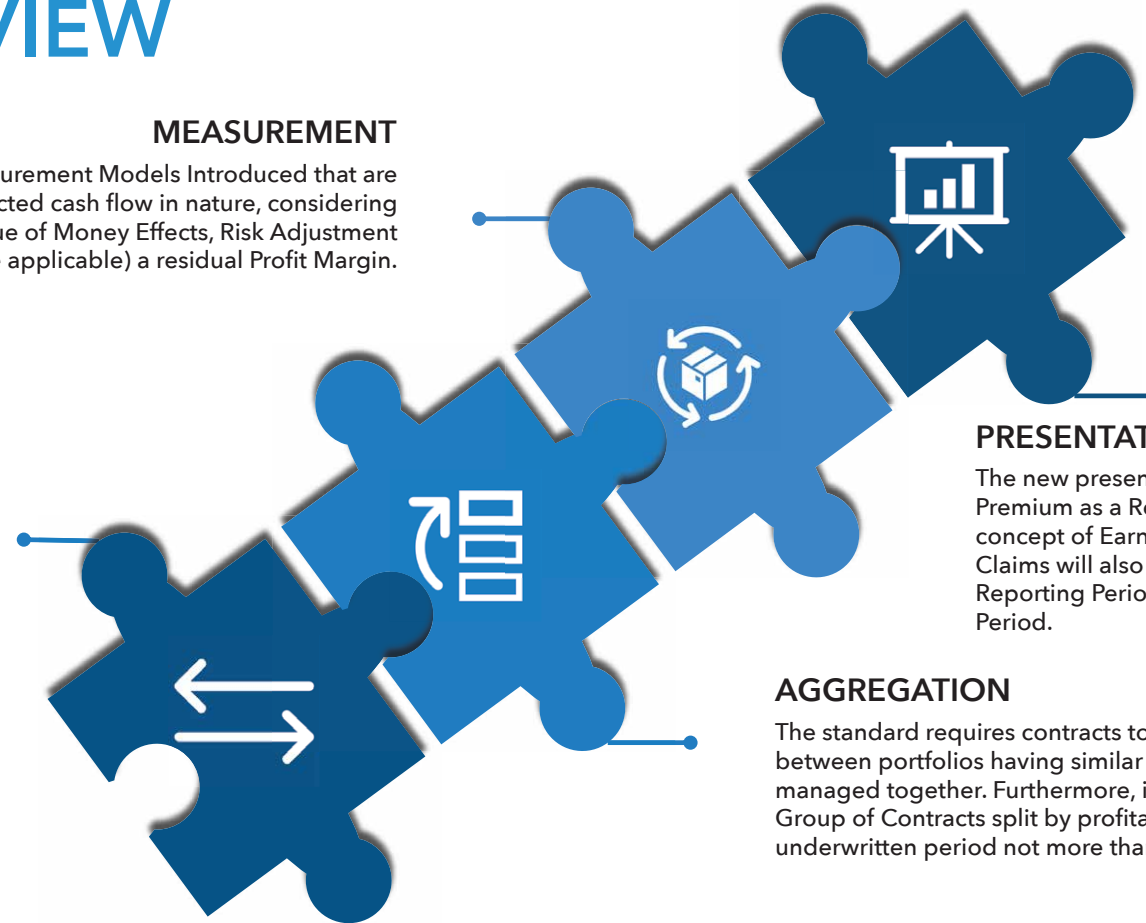 VIEW
MEASUREMENT
urement Models Introduced that are
cted cash flow in nature, considering
ue of Money Effects, Risk Adjustment
applicable) a residual Profit Margin.
PRESENTAT
The new presen
Premium as a Re
concept of Earn
Claims will also
Reporting Perio
Period.
AGGREGATION
The standard requires contracts to
between portfolios having similar
managed together. Furthermore, i
Group of Contracts split by profita
underwritten period not more tha